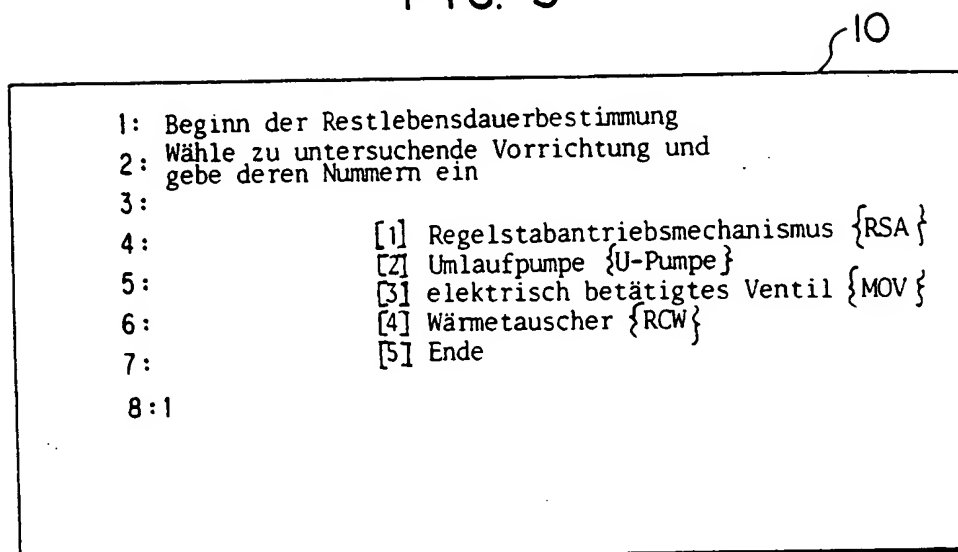 10
1: Beginn der Restlebensdauerbestimmung
2: Wähle zu untersuchende Vorrichtung und
gebe deren Nummern ein
3:
4: [1] Regelstabantriebsmechanismus {RSA}
[2] Umlaufpumpe {U-Pumpe}
5: [3] elektrisch betätigtes Ventil {MOV}
6: [4] Wärmetauscher {RCW}
7: [5] Ende
8:1